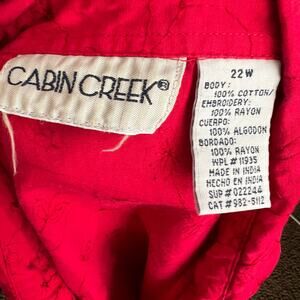 CABIN CREEK®
22W
BODY:
100% COTTON/
EMBROIDERY:
100% RAYON
CUERPO:
100% ALGODON
BORDADO:
100% RAYON
WPL #11935
MADE IN INDIA
HECHO EN INDIA
SUP #022244
CAT #982-5112